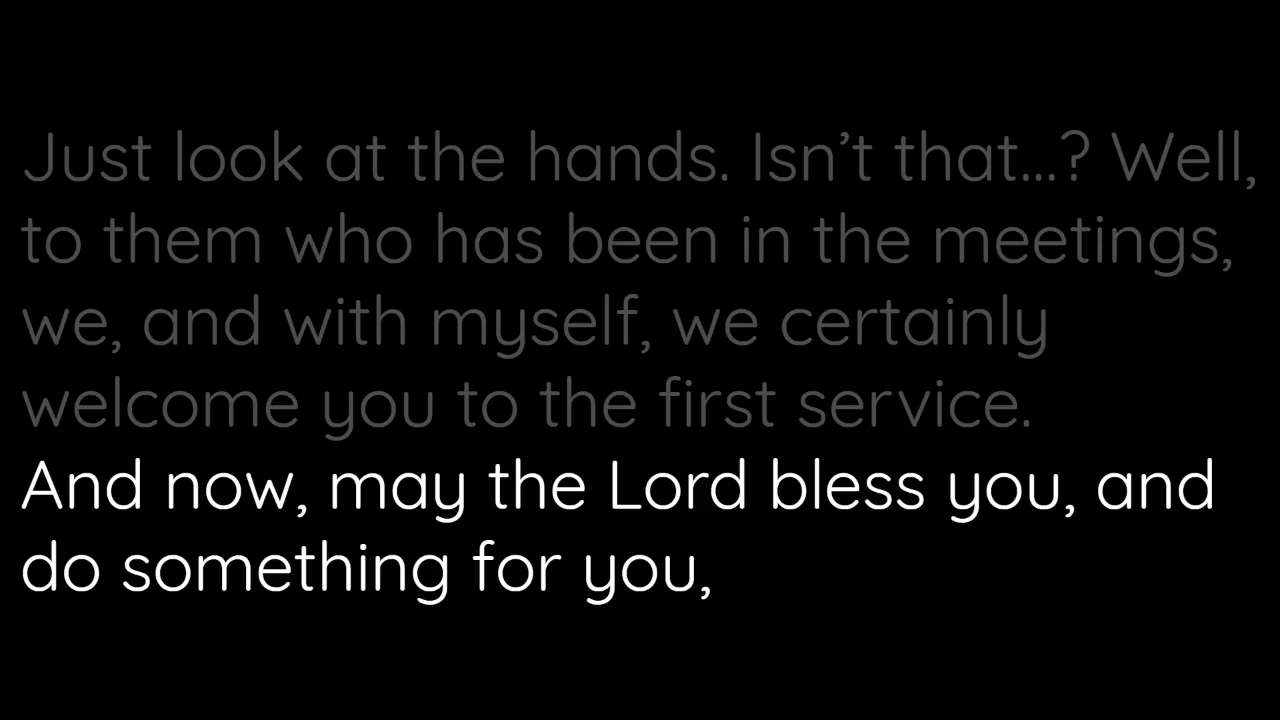 Just look at the hands. Isn’t that...? Well,
to them who has been in the meetings,
we, and with myself, we certainly
welcome you to the first service.
And now, may the Lord bless you, and
do something for you,